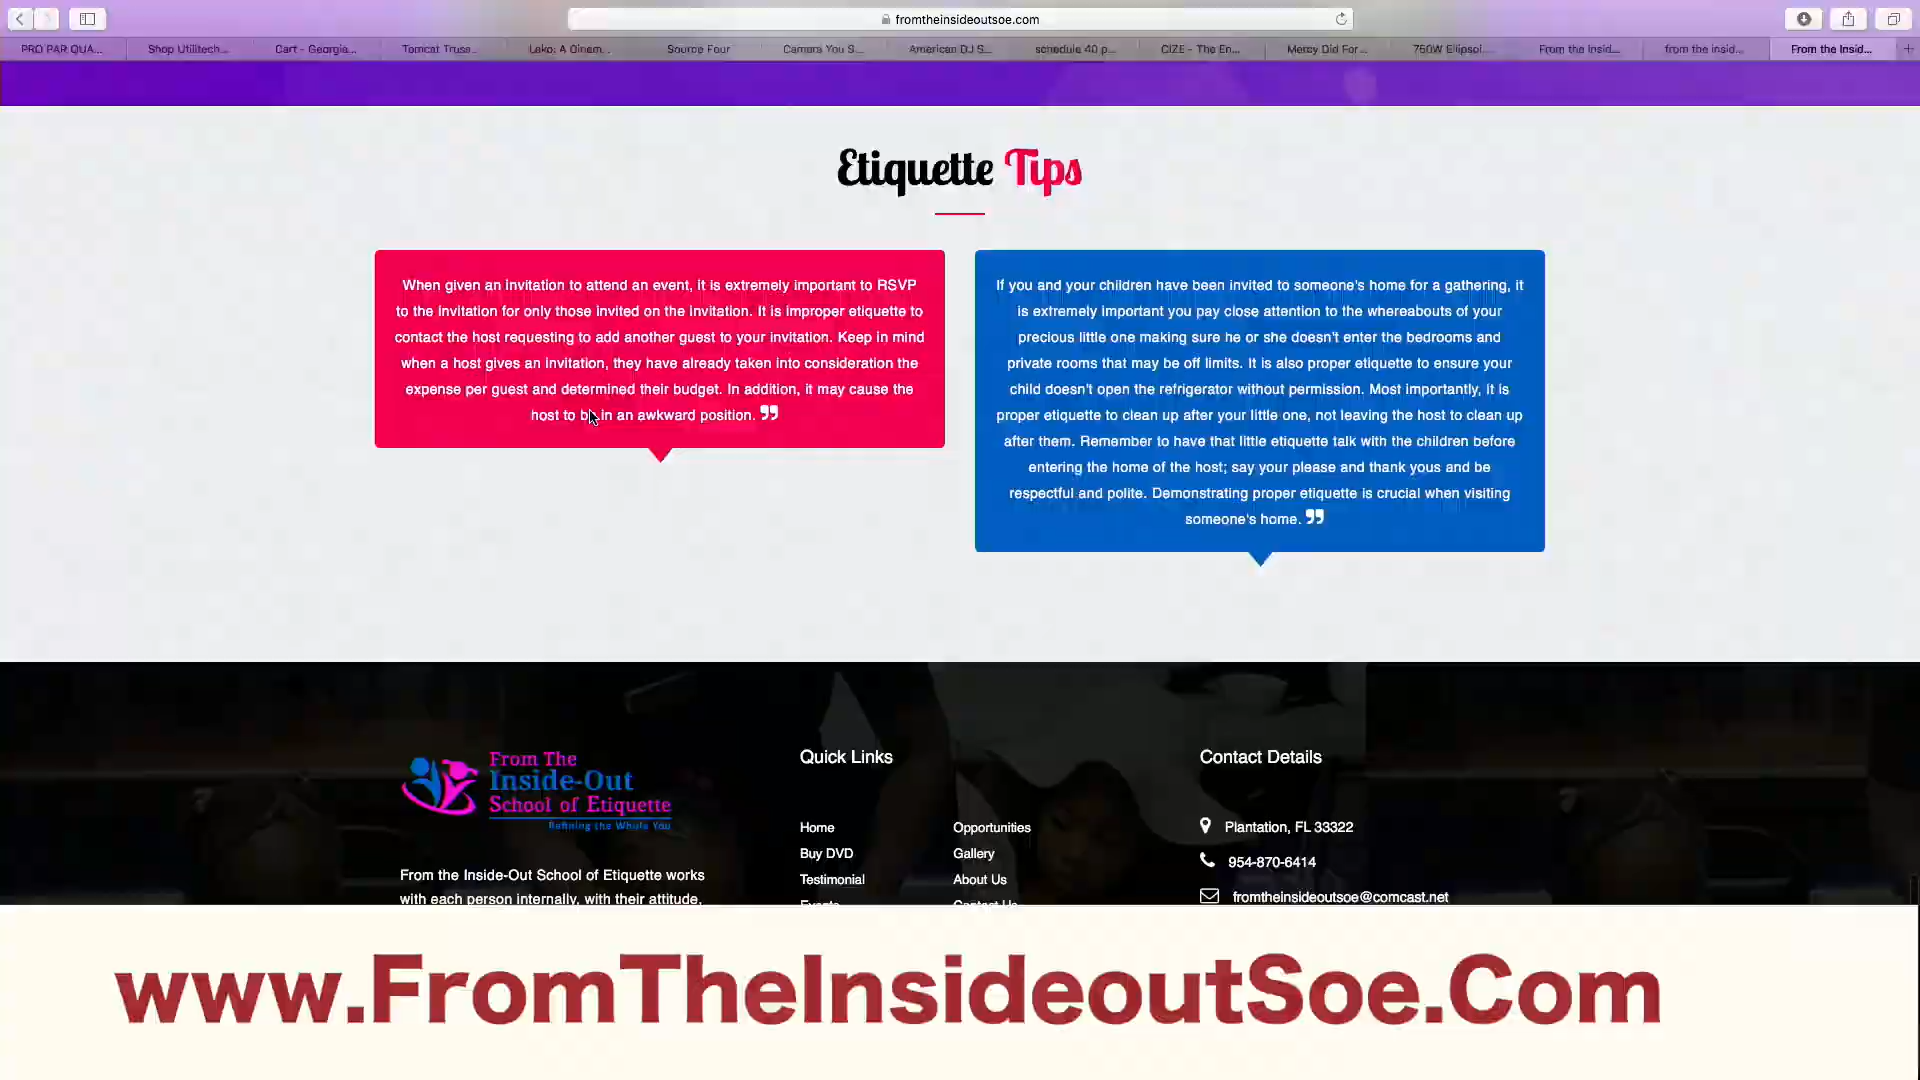 fromtheinsideoutsoe.com
PRO PAR QUA...
Shop Utilitech...
Cart - Georgia...
Tomcat Truse...
Leko: A Dinem...
Source Four
Camera You S...
American DJ S...
schedule 40 p...
CIZE - The En...
Mercy Did For...
750W Ellipsoi...
From the Insid...
from the insid...
From the Insid...
Etiquette Tips
When given an invitation to attend an event, it is extremely important to RSVP
to the invitation for only those invited on the invitation. It is improper etiquette to
contact the host requesting to add another guest to your invitation. Keep in mind
when a host gives an invitation, they have already taken into consideration the
expense per guest and determined their budget. In addition, it may cause the
host to be in an awkward position.
If you and your children have been invited to someone's home for a gathering, it
is extremely important you pay close attention to the whereabouts of your
precious little one making sure he or she doesn't enter the bedrooms and
private rooms that may be off limits. It is also proper etiquette to ensure your
child doesn't open the refrigerator without permission. Most importantly, it is
proper etiquette to clean up after your little one, not leaving the host to clean up
after them. Remember to have that little etiquette talk with the children before
entering the home of the host; say your please and thank yous and be
respectful and polite. Demonstrating proper etiquette is crucial when visiting
someone's home.
From The
Inside-Out
School of Etiquette
Refining the Whole You
From the Inside-Out School of Etiquette works
with each person internally, with their attitude,
Quick Links
Home
Buy DVD
Testimonial
Events
Opportunities
Gallery
About Us
Contact Us
Contact Details
Plantation, FL 33322
954-870-6414
fromtheinsideoutsoe@comcast.net
www.FromTheInsideoutSoe.Com